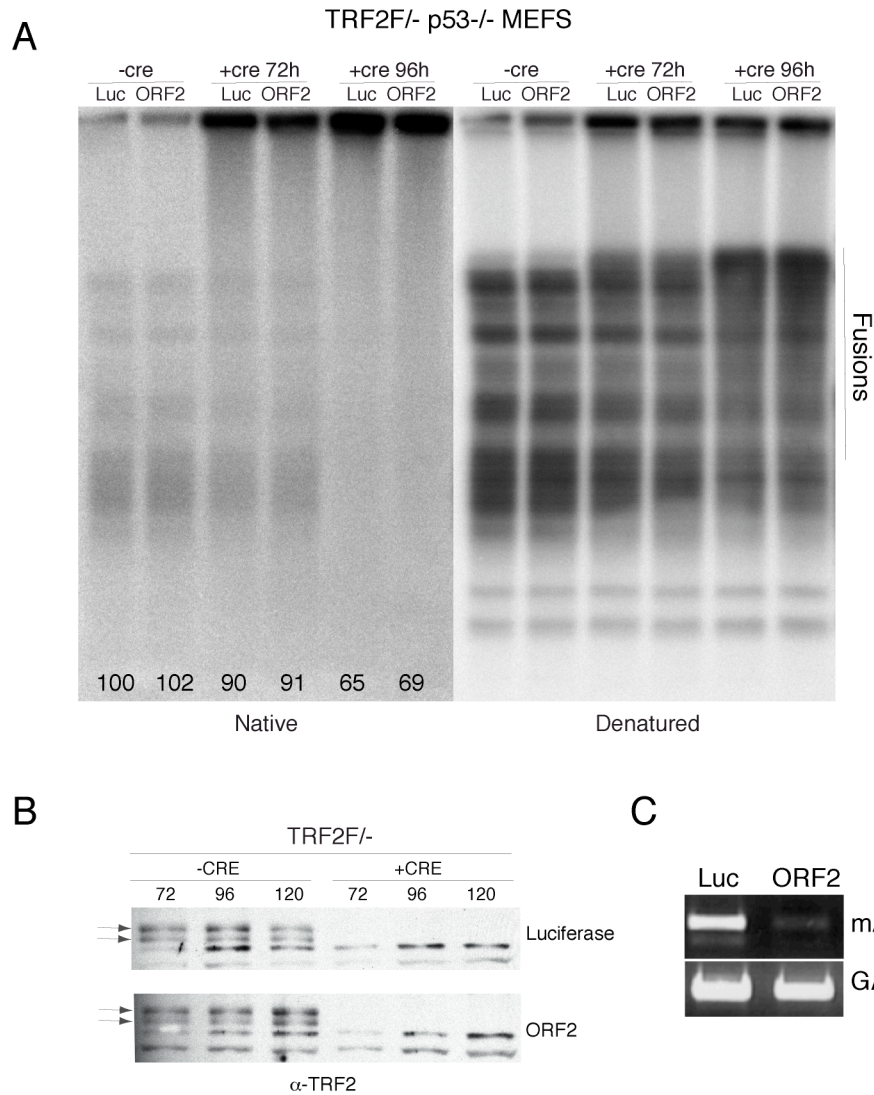 TRF2F/- p53-/- MEFS
A
-cre +cre 72h +cre 96h -cre +cre 72h +cre 96h
Luc ORF2 Luc ORF2 Luc ORF2 Luc ORF2 Luc ORF2 Luc ORF2
Fusions
100 102 90 91 65 69
Native Denatured
B
TRF2F/-
-CRE +CRE
72 96 120 72 96 120
Luciferase
ORF2
α-TRF2
C
Luc ORF2